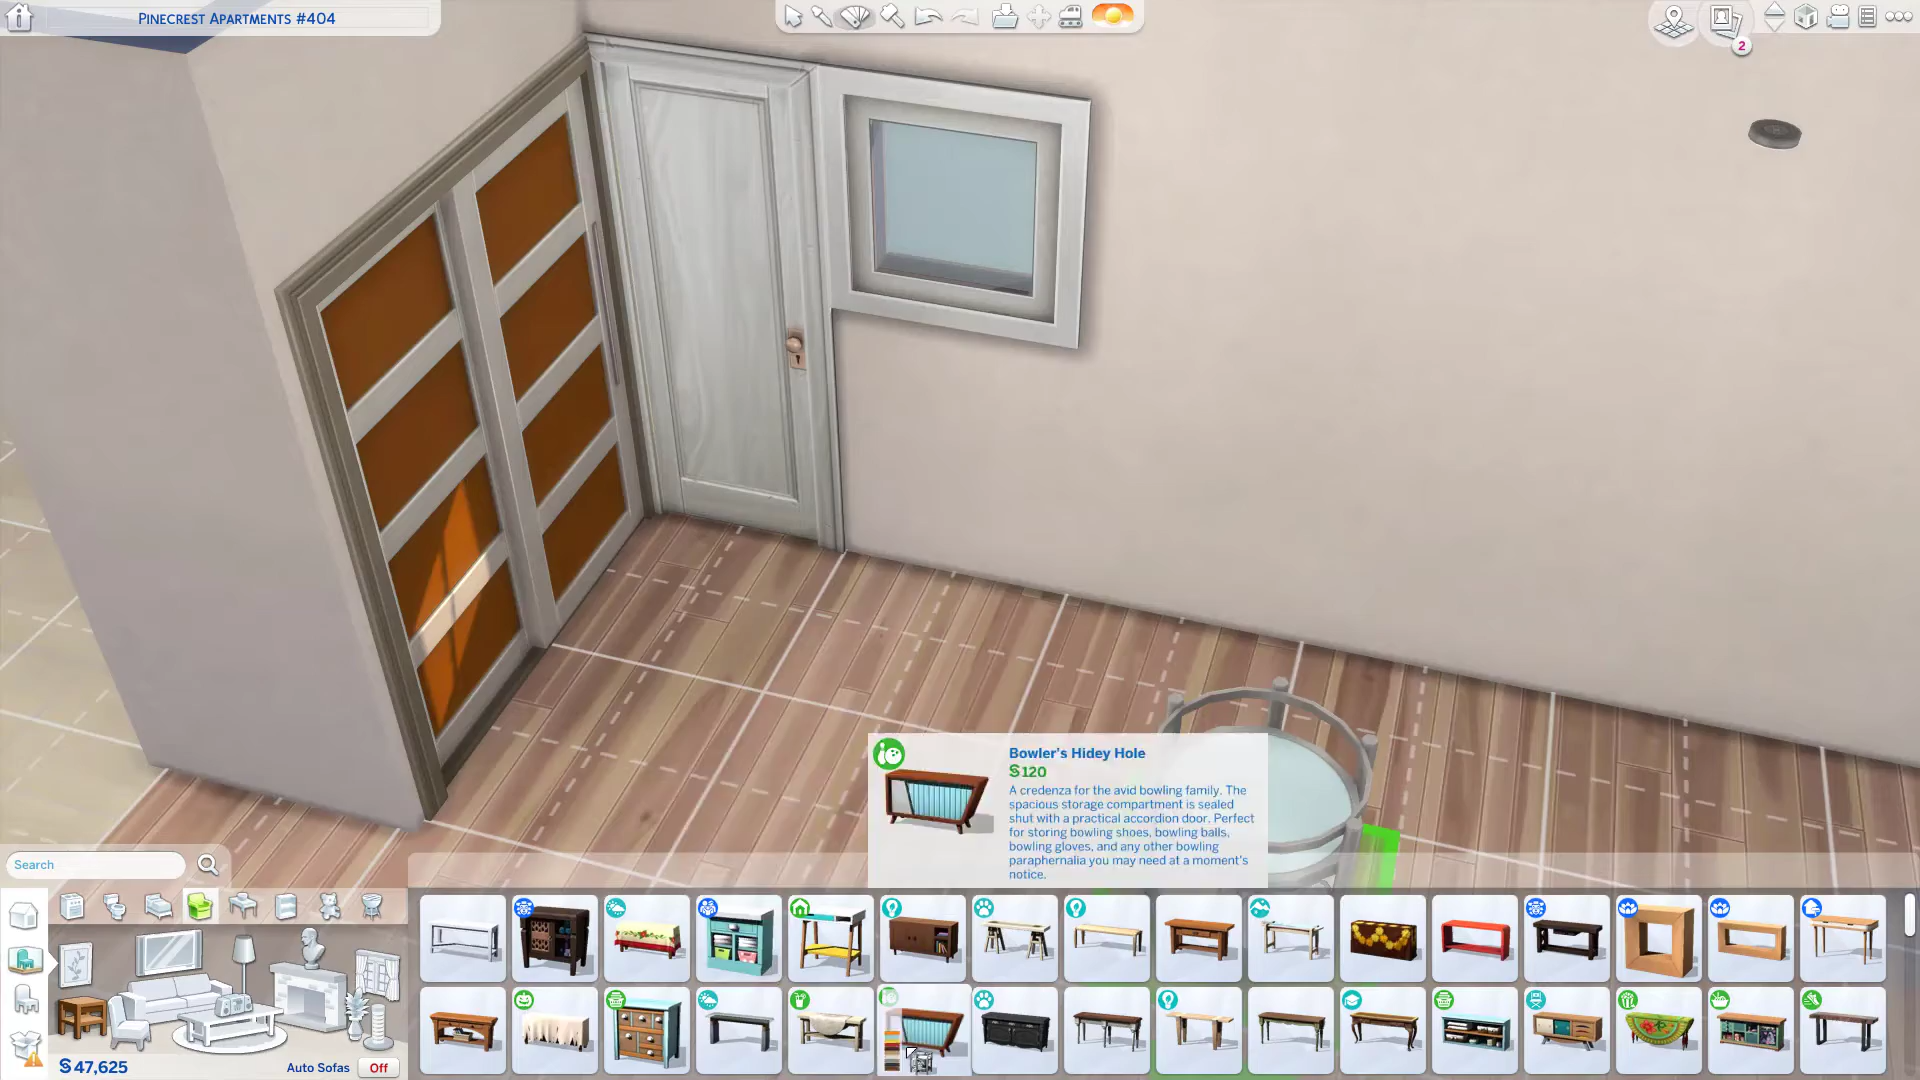 PINECREST APARTMENTS #404
2
Bowler's Hidey Hole
§120
A credenza for the avid bowling family. The
spacious storage compartment is sealed
shut with a practical accordion door. Perfect
for storing bowling shoes, bowling balls,
bowling gloves, and any other bowling
paraphernalia you may need at a moment's
notice.
Search
§47,625
Auto Sofas
Off